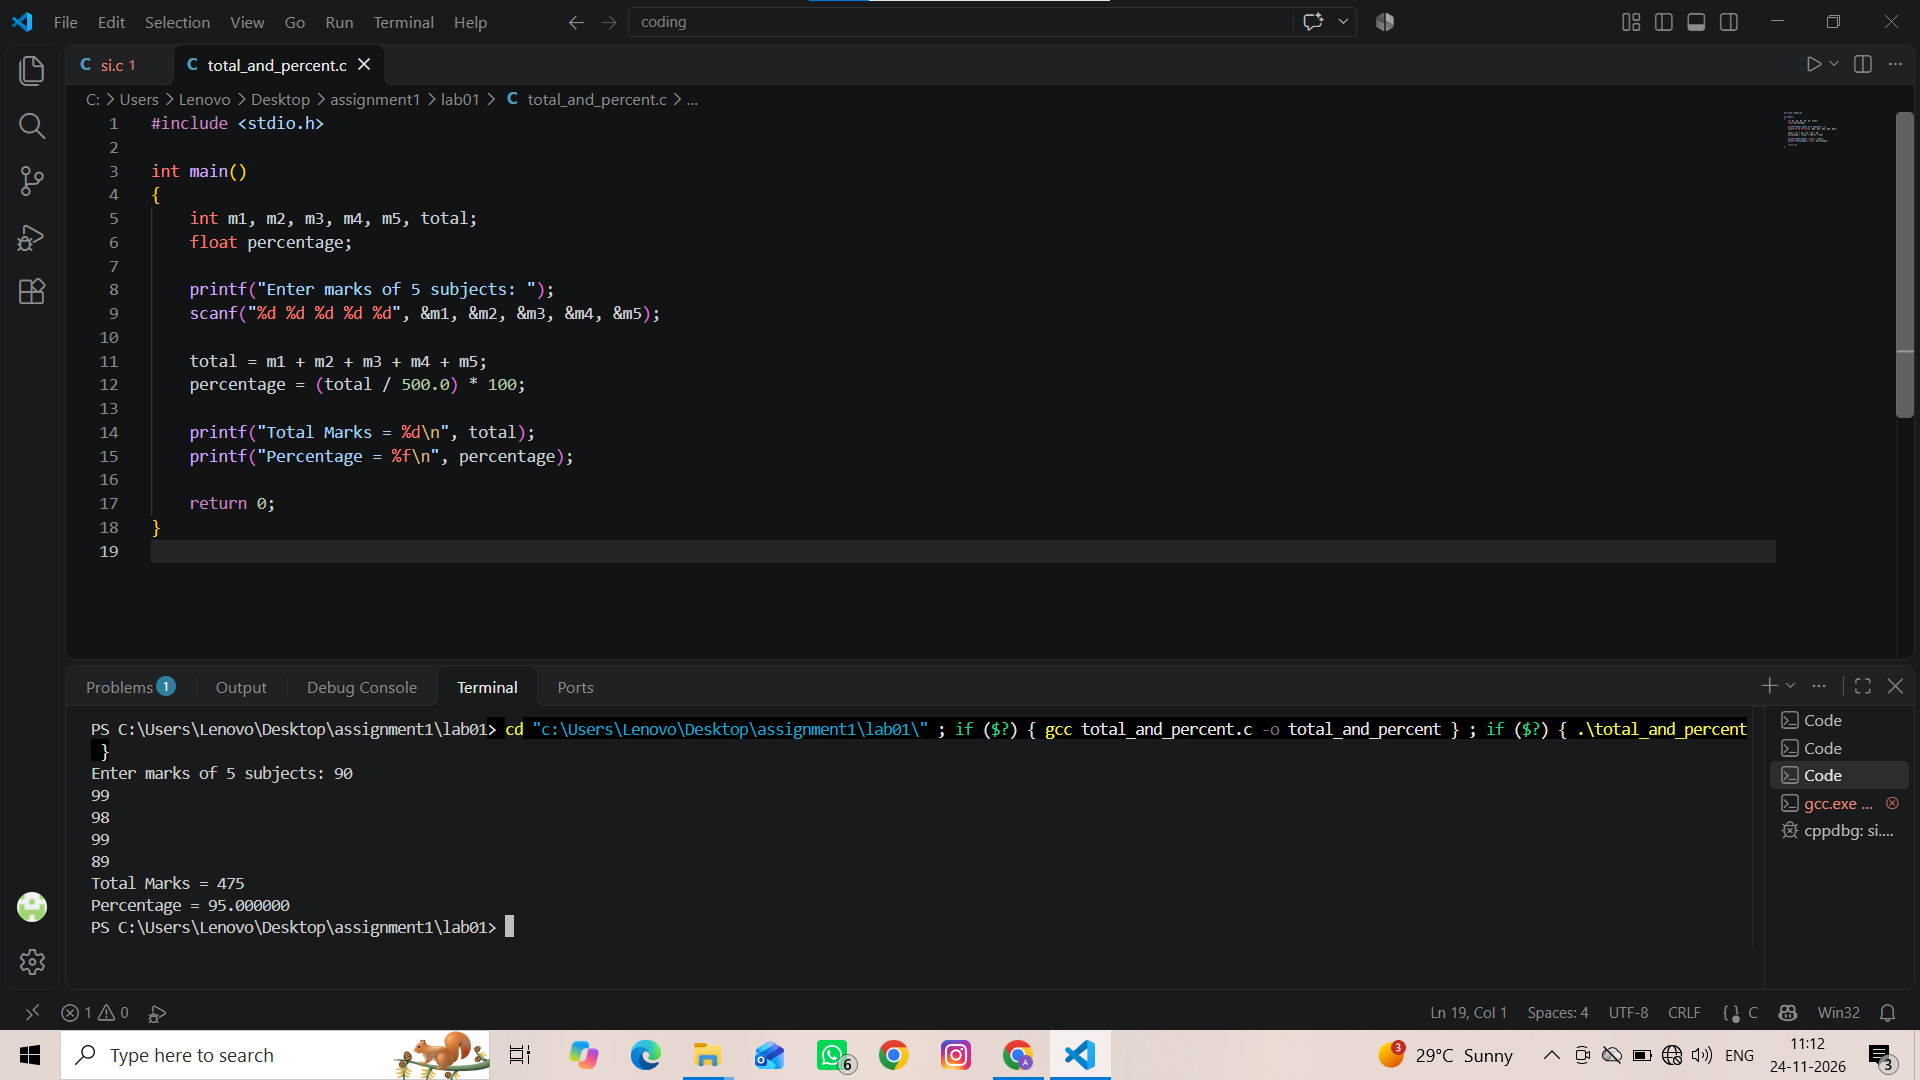 File Edit Selection View Go Run Terminal Help
coding
C si.c 1
C total_and_percent.c
C: > Users > Lenovo > Desktop > assignment1 > lab01 > C total_and_percent.c > ...
1 #include <stdio.h>
2
3 int main()
4 {
5 int m1, m2, m3, m4, m5, total;
6 float percentage;
7
8 printf("Enter marks of 5 subjects: ");
9 scanf("%d %d %d %d %d", &m1, &m2, &m3, &m4, &m5);
10
11 total = m1 + m2 + m3 + m4 + m5;
12 percentage = (total / 500.0) * 100;
13
14 printf("Total Marks = %d\n", total);
15 printf("Percentage = %f\n", percentage);
16
17 return 0;
18 }
19
Problems 1 Output Debug Console Terminal Ports
PS C:\Users\Lenovo\Desktop\assignment1\lab01> cd "c:\Users\Lenovo\Desktop\assignment1\lab01\" ; if ($?) { gcc total_and_percent.c -o total_and_percent } ; if ($?) { .\total_and_percent
}
Enter marks of 5 subjects: 90
99
98
99
89
Total Marks = 475
Percentage = 95.000000
PS C:\Users\Lenovo\Desktop\assignment1\lab01>
Code
Code
Code
gcc.exe ...
cppdbg: si....
1 0
Ln 19, Col 1 Spaces: 4 UTF-8 CRLF {} C Win32
Type here to search
6
3
29°C Sunny
ENG
11:12
24-11-2026
3